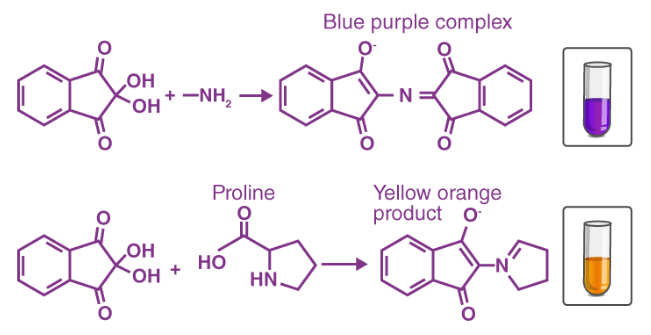 Blue purple complex
O O⁻ O
OH
OH + —NH₂ N
O O O
Proline Yellow orange
product O⁻
O O
OH HO
OH + HN N
O O